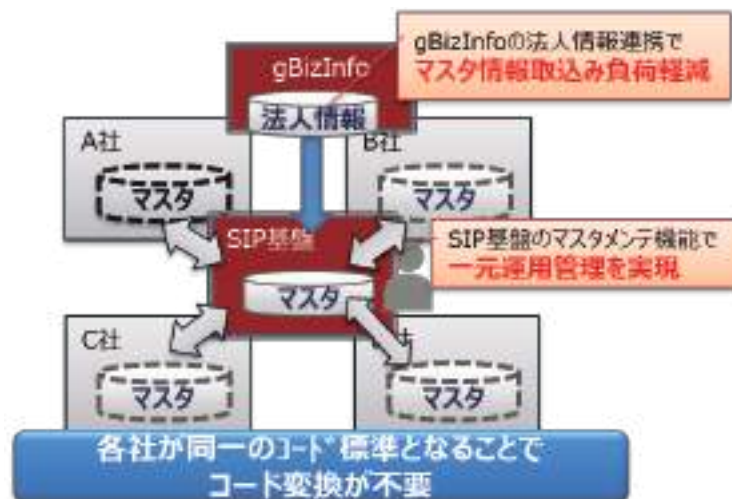 gBizInfo
法人情報
gBizInfoの法人情報連携で
マスタ情報取込み負荷軽減
A社
マスタ
B社
マスタ
SIP基盤
マスタ
SIP基盤のマスタメンテ機能で
一元運用管理を実現
C社
マスタ
社
マスタ
各社が同一のｺｰﾄﾞ標準となることで
コード変換が不要